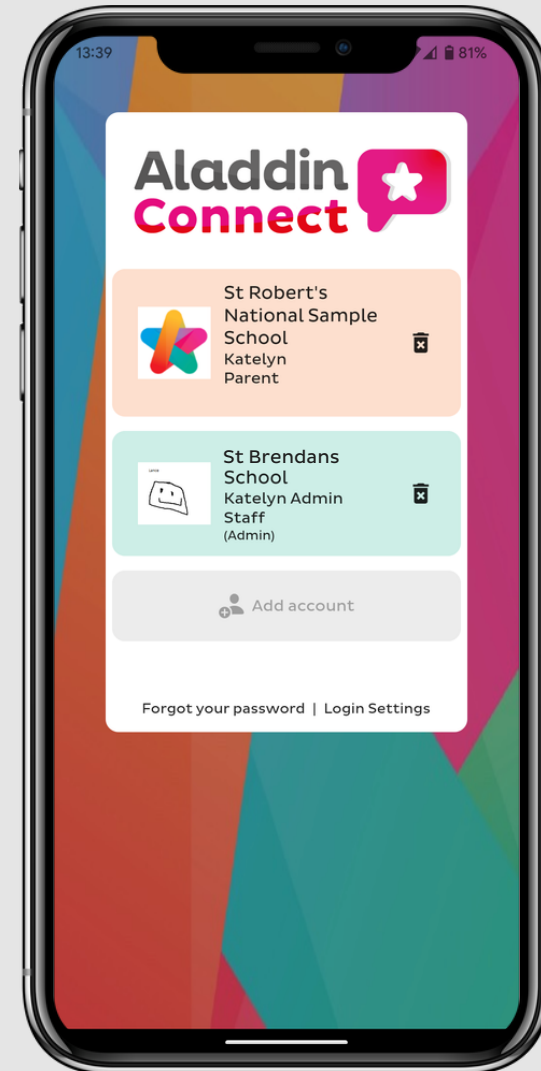 13:39
81%
Aladdin
Connect
St Robert's
National Sample
School
Katelyn
Parent
St Brendans
School
Katelyn Admin
Staff
(Admin)
Add account
Forgot your password | Login Settings